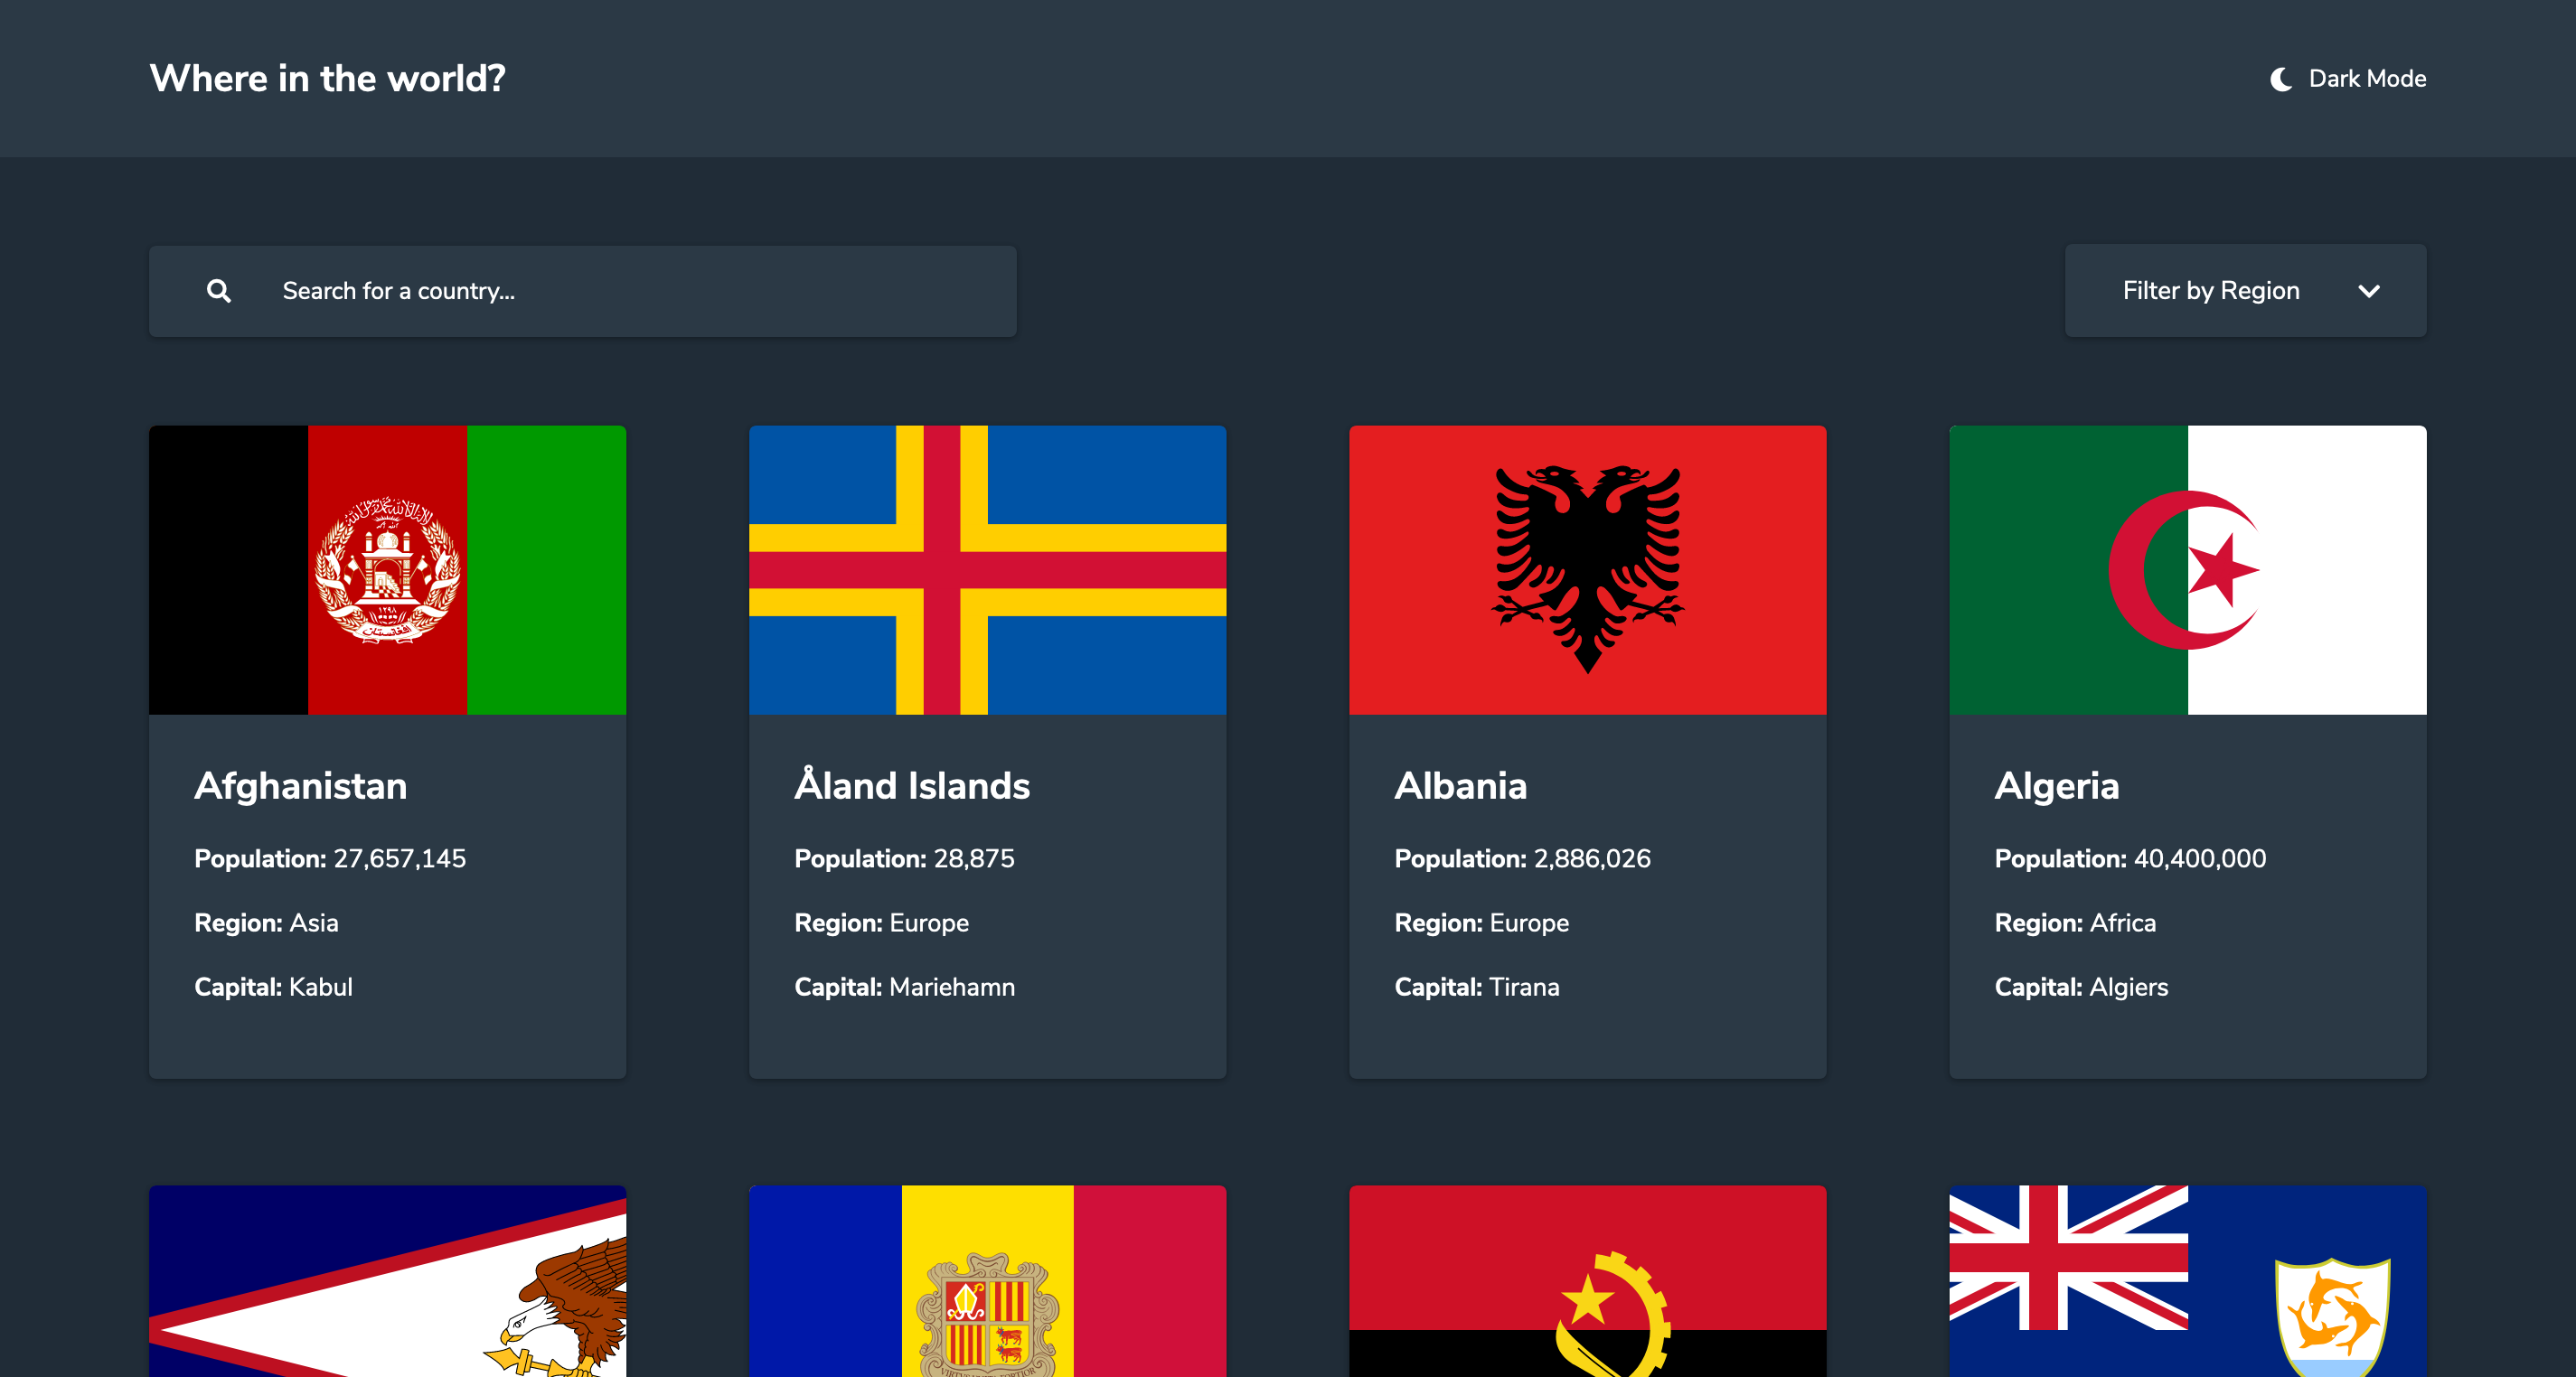 Where in the world?
Dark Mode
Search for a country...
Filter by Region
Afghanistan
Population: 27,657,145
Region: Asia
Capital: Kabul
Åland Islands
Population: 28,875
Region: Europe
Capital: Mariehamn
Albania
Population: 2,886,026
Region: Europe
Capital: Tirana
Algeria
Population: 40,400,000
Region: Africa
Capital: Algiers